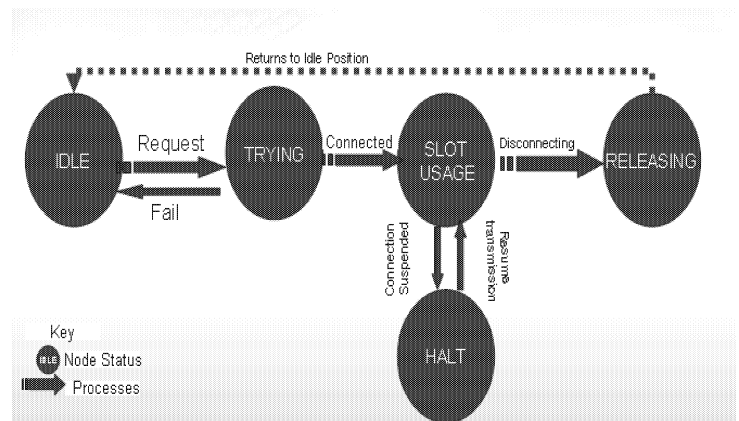 Returns to Idle Position
IDLE
Request
Fail
TRYING
Connected
SLOT
USAGE
Disconnecting
RELEASING
Connection
Suspended
Resume
transmission
HALT
Key
IDLE Node Status
Processes